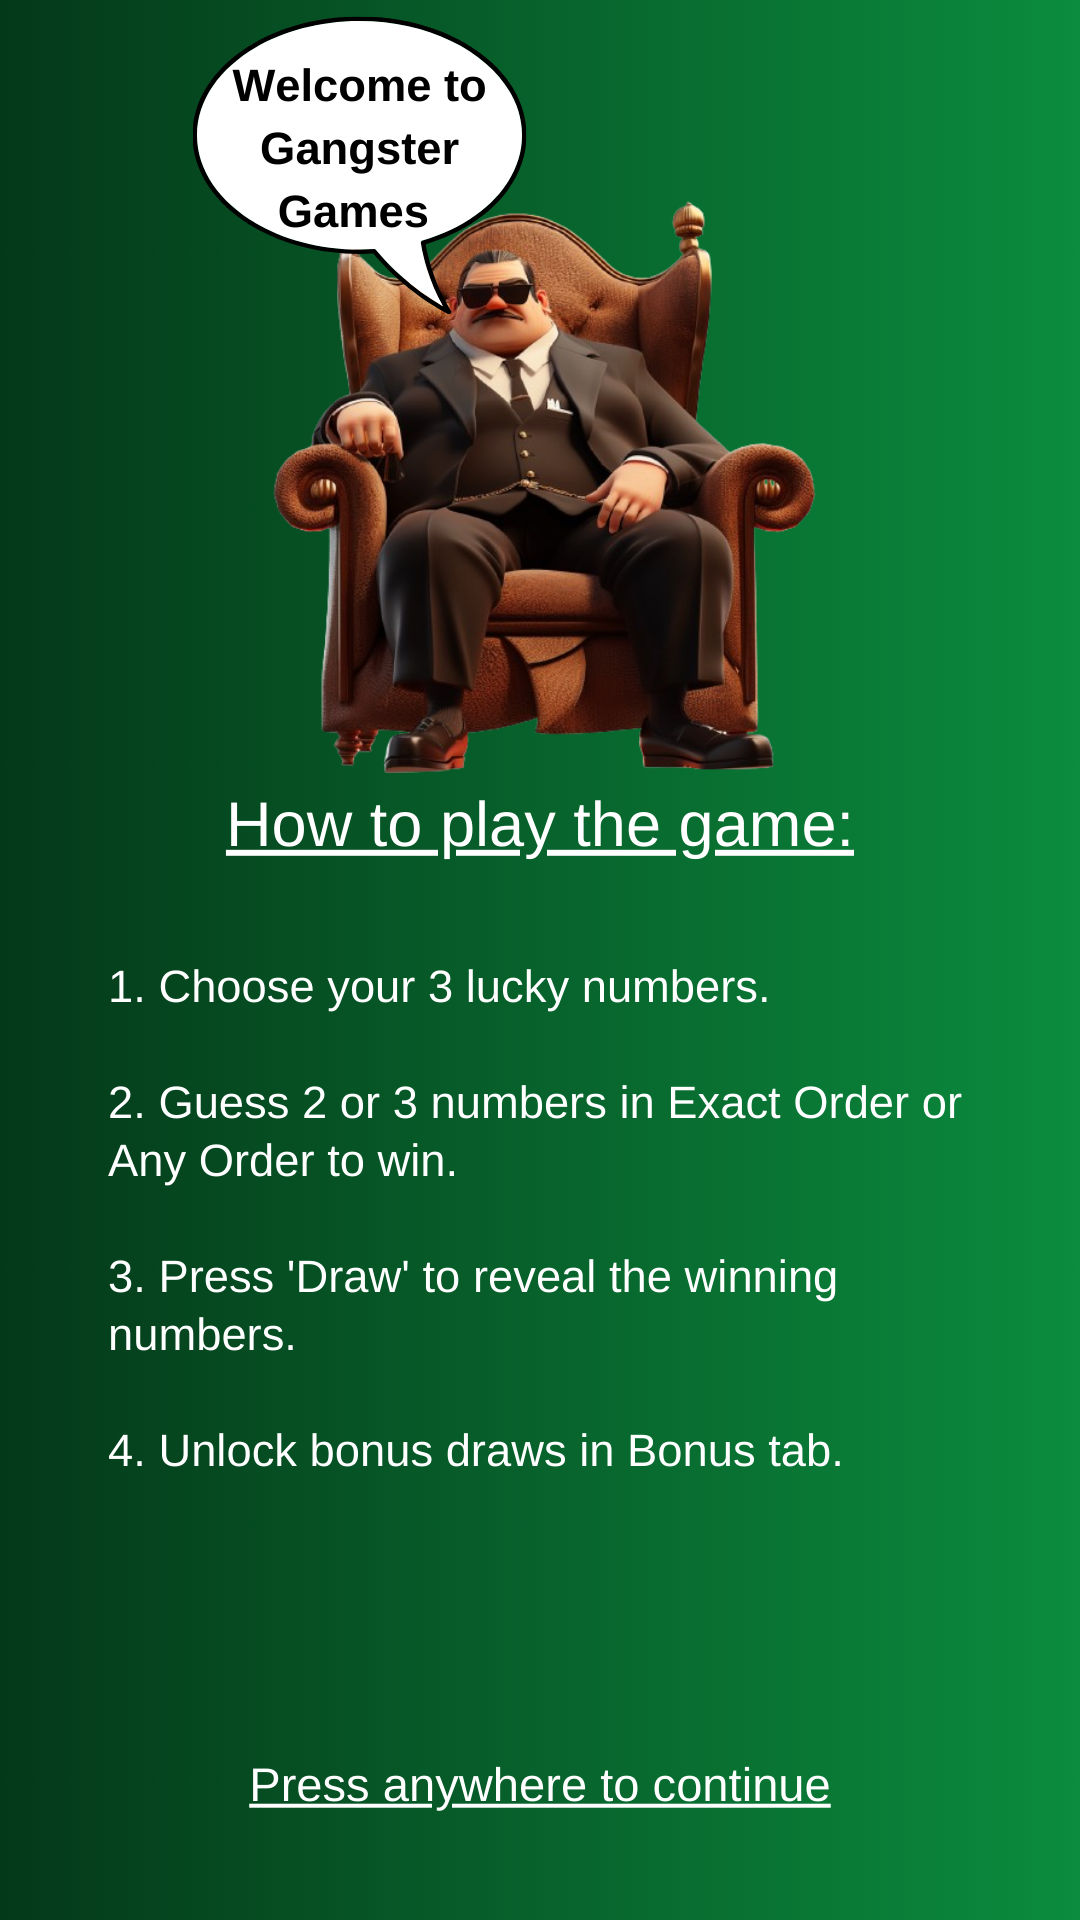 Welcome to
Gangster
Games
How to play the game:
1. Choose your 3 lucky numbers.
2. Guess 2 or 3 numbers in Exact Order or
Any Order to win.
3. Press 'Draw' to reveal the winning
numbers.
4. Unlock bonus draws in Bonus tab.
Press anywhere to continue